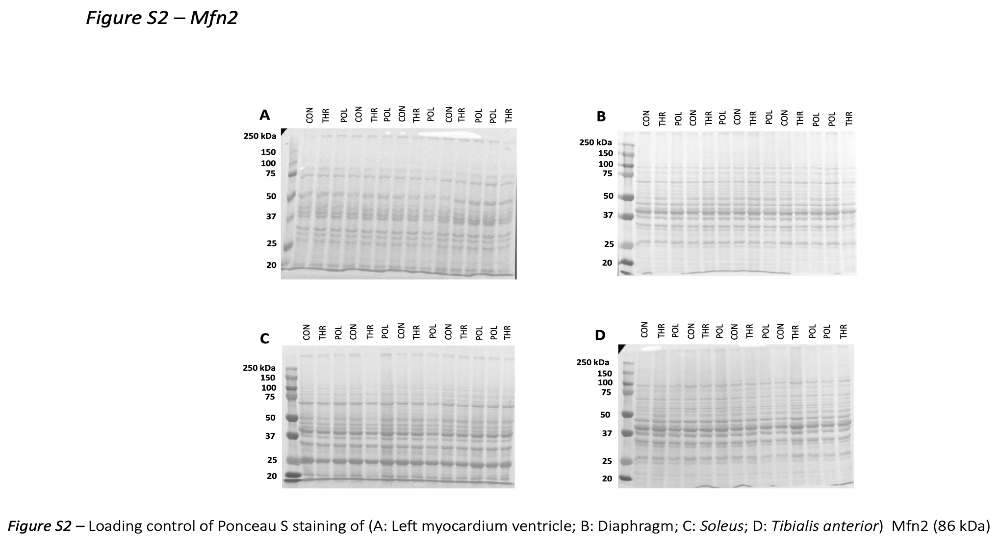 Figure S2 – Mfn2
A
CON THR POL CON THR POL CON THR POL CON THR POL POL THR
250 kDa
150
100
75
50
37
25
20
B
CON THR POL CON THR POL CON THR POL CON THR POL POL THR
250 kDa
150
100
75
50
37
25
20
C
CON THR POL CON THR POL CON THR POL CON THR POL POL THR
250 kDa
150
100
75
50
37
25
20
D
CON THR POL CON THR POL CON THR POL CON THR POL POL THR
250 kDa
150
100
75
50
37
25
20
Figure S2 – Loading control of Ponceau S staining of (A: Left myocardium ventricle; B: Diaphragm; C: Soleus; D: Tibialis anterior)  Mfn2 (86 kDa)